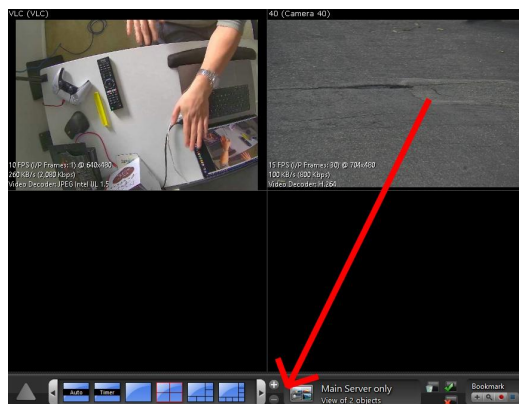 VLC (VLC)
40 (Camera 40)
10 FPS (I/P Frames: 1) @ 640x480
260 KB/s (2,080 Kbps)
Video Decoder: JPEG Intel IJL 1.5
15 FPS (I/P Frames: 30) @ 704x480
100 KB/s (800 Kbps)
Video Decoder: H.264
Auto
Timer
Main Server only
View of 2 objects
Bookmark